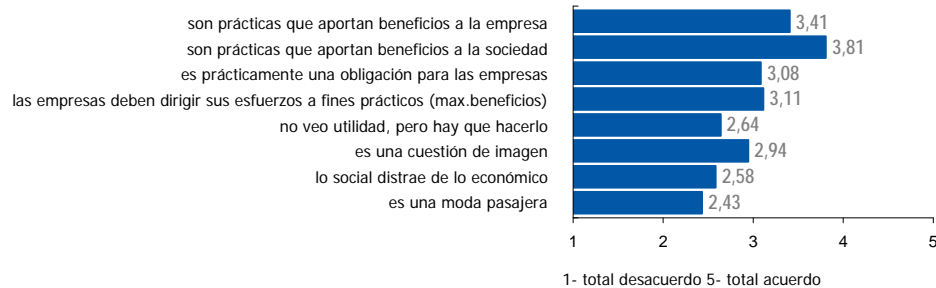 son prácticas que aportan beneficios a la empresa 3,41
son prácticas que aportan beneficios a la sociedad 3,81
es prácticamente una obligación para las empresas 3,08
las empresas deben dirigir sus esfuerzos a fines prácticos (max.beneficios) 3,11
no veo utilidad, pero hay que hacerlo 2,64
es una cuestión de imagen 2,94
lo social distrae de lo económico 2,58
es una moda pasajera 2,43
1 2 3 4 5
1- total desacuerdo 5- total acuerdo